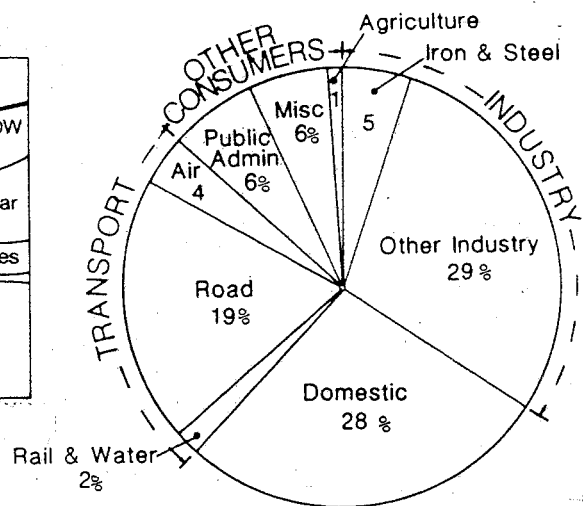 Agriculture
OTHER
CONSUMERS
Iron & Steel
INDUSTRY
Misc
6%
1
5
Public
Admin
6%
Air
4
Other Industry
29%
TRANSPORT
Road
19%
Domestic
28 %
Rail & Water
2%
ow
ar
es